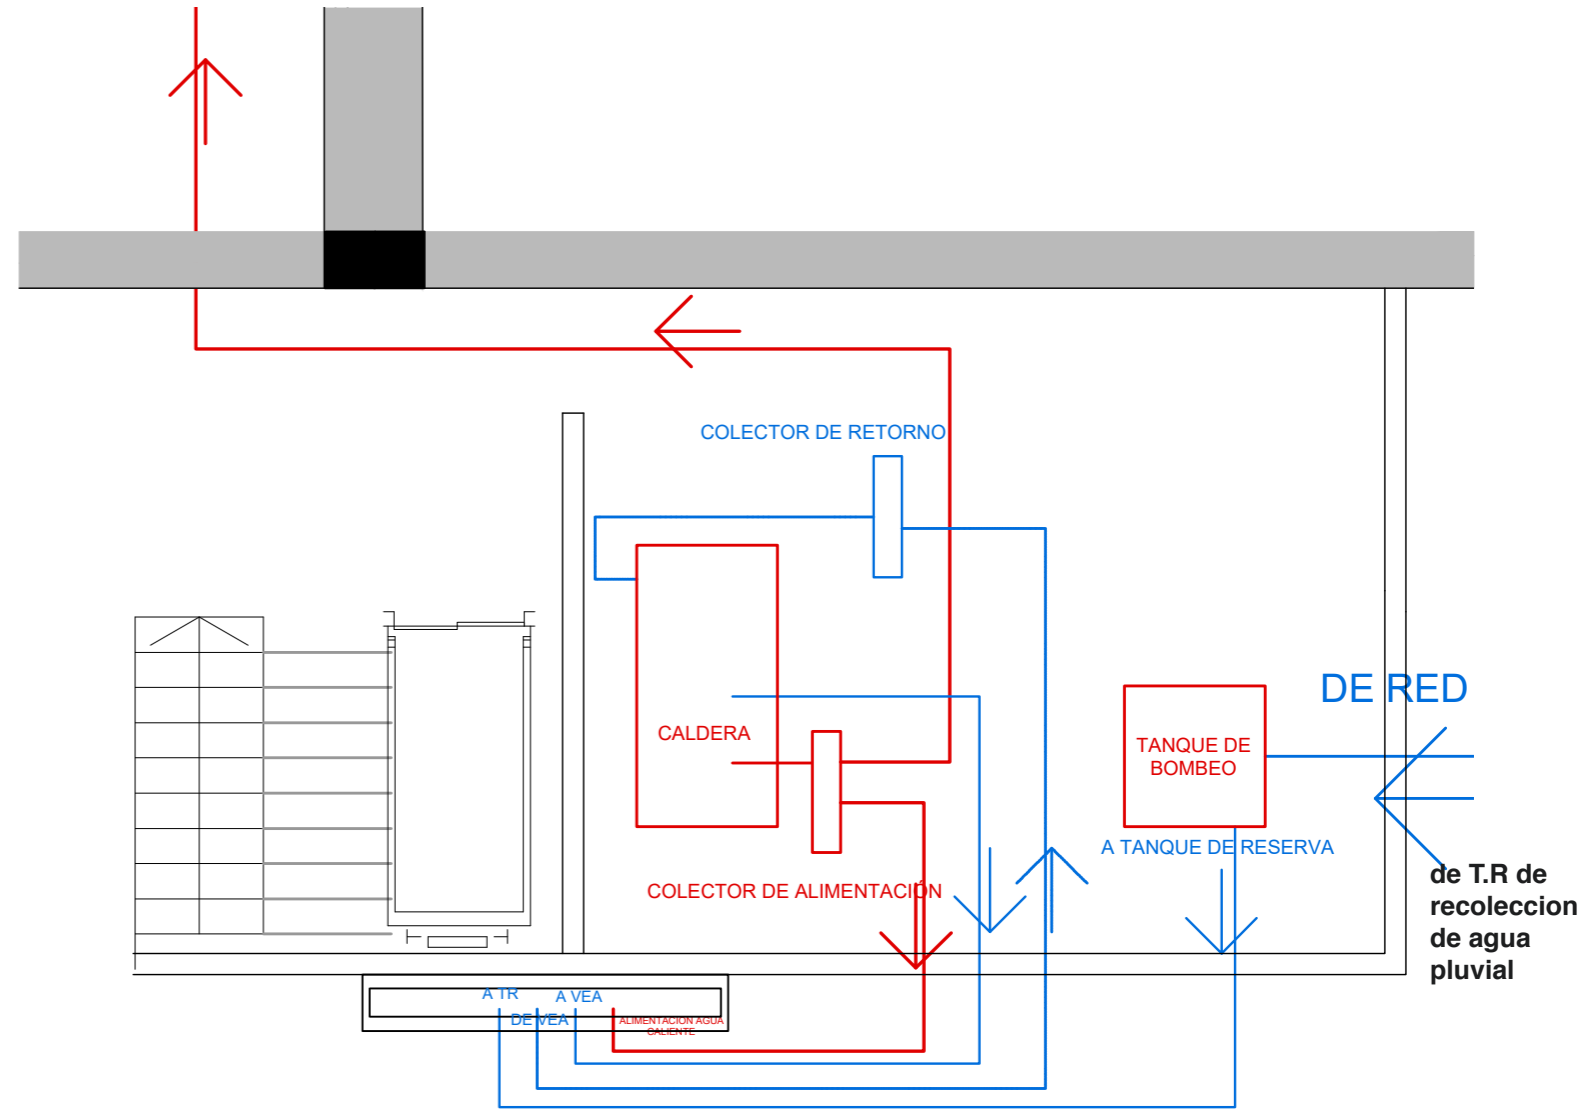 COLECTOR DE RETORNO
DE RED
CALDERA
TANQUE DE
BOMBEO
A TANQUE DE RESERVA
COLECTOR DE ALIMENTACIÓN
de T.R de
recoleccion
de agua
pluvial
A TR
A VEA
DE VEA
ALIMENTACION AGUA
CALIENTE